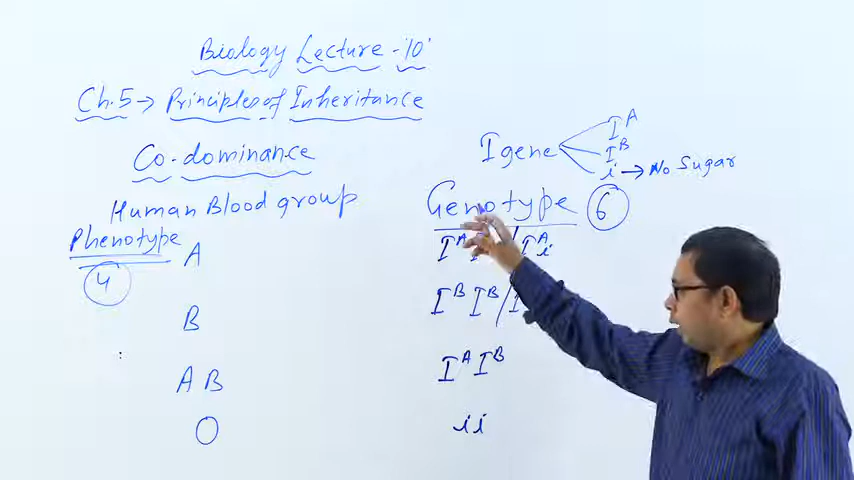 Biology Lecture - '10'
Ch.5 → Principles of Inheritance
Co-dominance
Human Blood group
I gene
I^A
I^B
i → No Sugar
Phenotype
4
Genotype 6
A I^A / I^A i
B I^B I^B /
AB I^A I^B
O ii